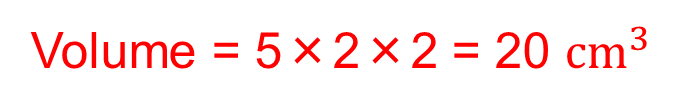 Volume = 5 × 2 × 2 = 20 cm³